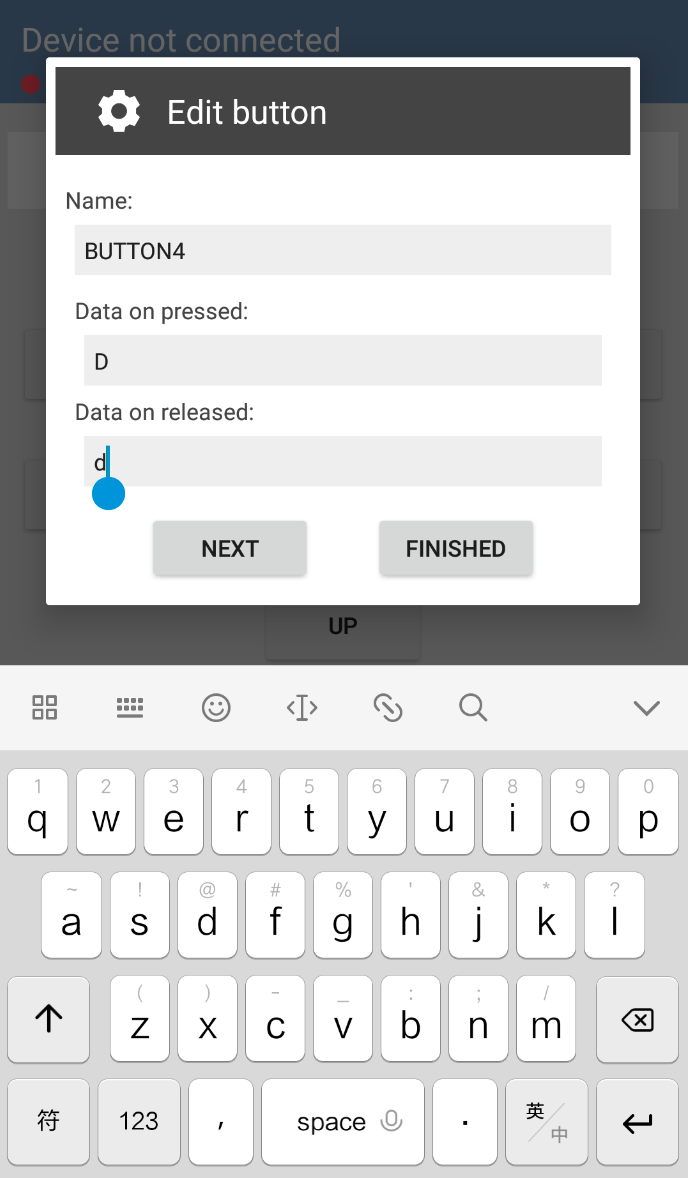 Device not connected
Edit button
Name:
BUTTON4
Data on pressed:
D
Data on released:
d
NEXT FINISHED
UP
1 2 3 4 5 6 7 8 9 0
q w e r t y u i o p
~ ! @ # % ' & * ?
a s d f g h j k l
( ) - _ : ; /
z x c v b n m
符 123 , space . 英/中